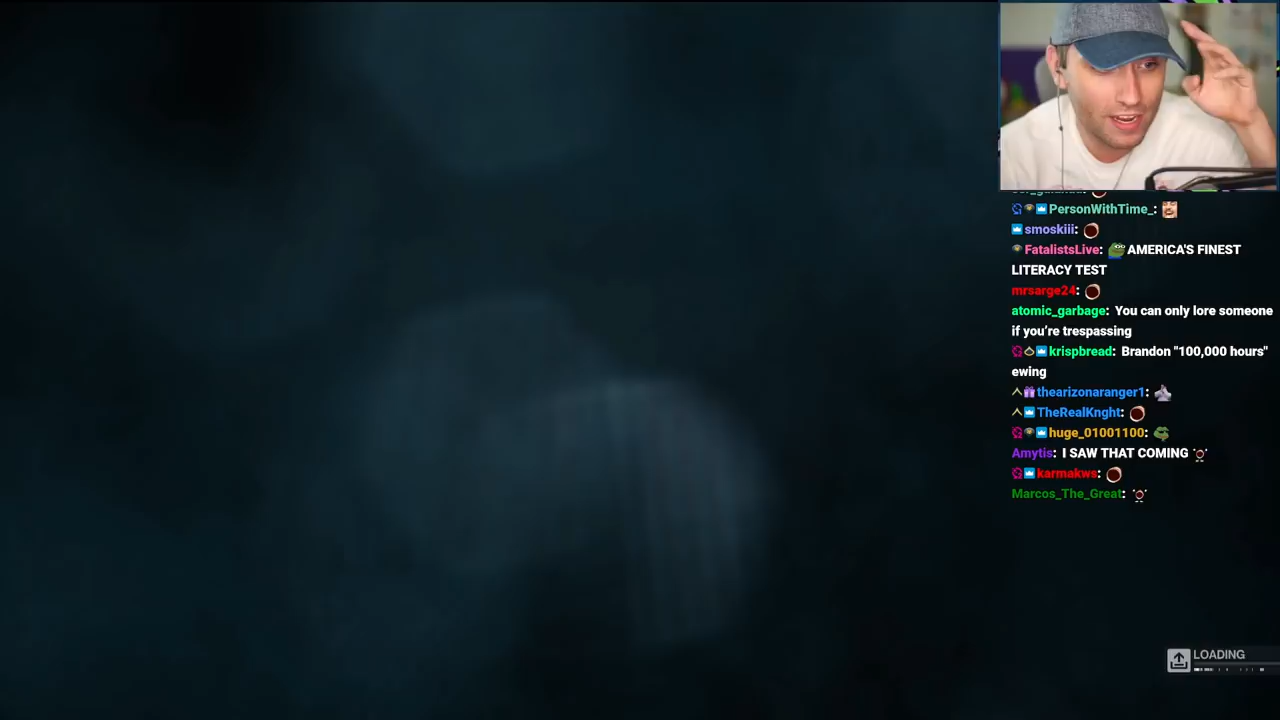 PersonWithTime_:
smoskiii:
FatalistsLive: AMERICA'S FINEST
LITERACY TEST
mrsarge24:
atomic_garbage: You can only lore someone
if you're trespassing
krispbread: Brandon "100,000 hours"
ewing
thearizonaranger1:
TheRealKnght:
huge_01001100:
Amytis: I SAW THAT COMING
karmakws:
Marcos_The_Great:
LOADING